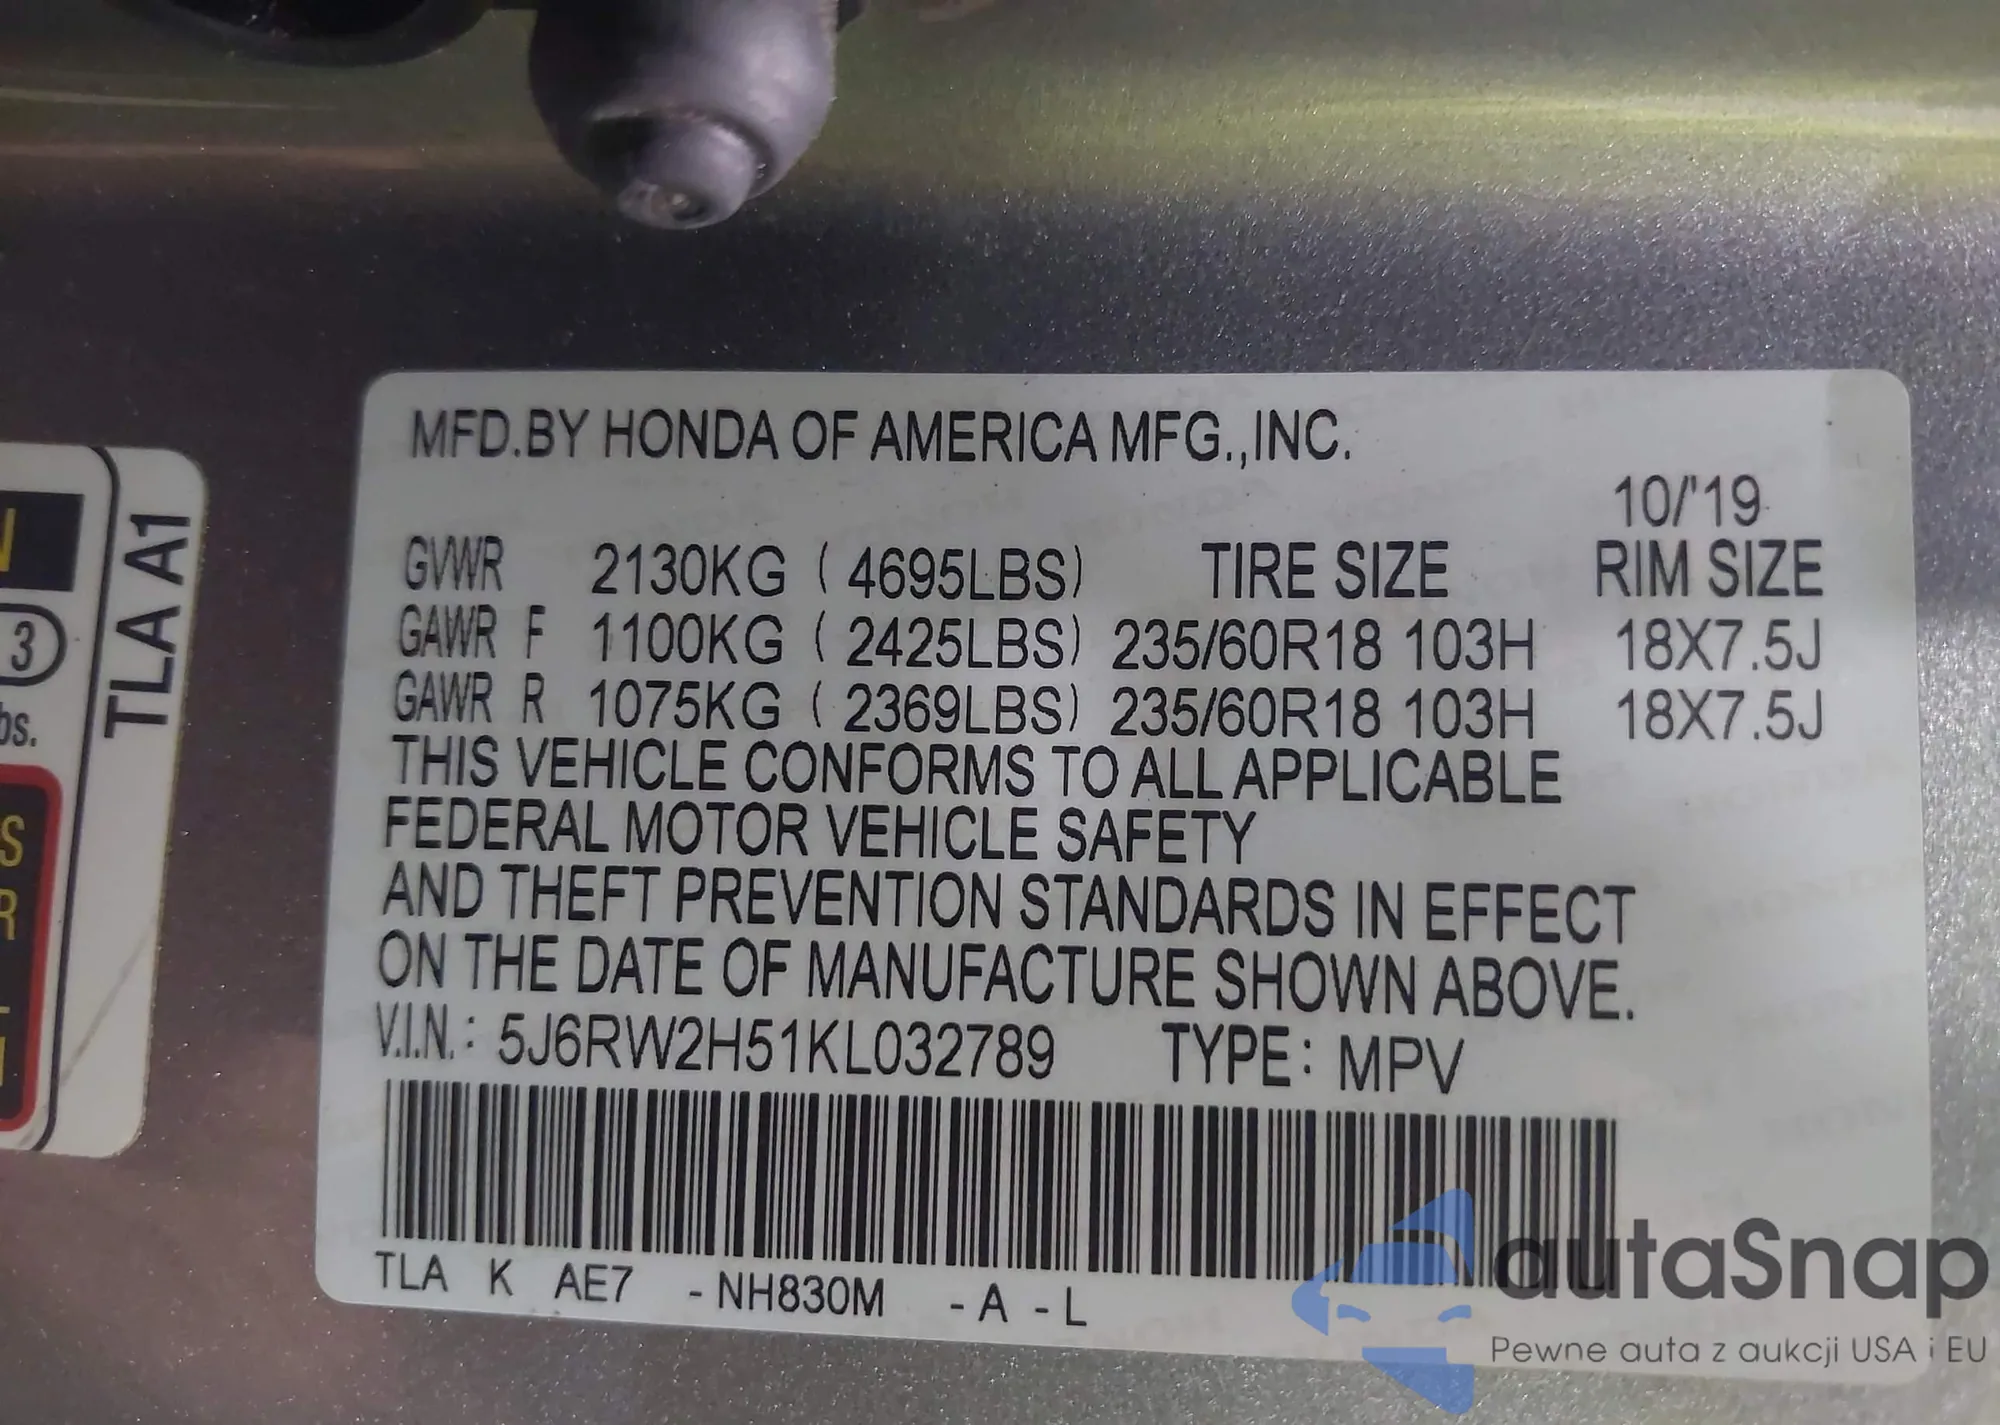 MFD.BY HONDA OF AMERICA MFG.,INC.
10/'19
GVWR 2130KG ( 4695LBS) TIRE SIZE RIM SIZE
GAWR F 1100KG ( 2425LBS) 235/60R18 103H 18X7.5J
GAWR R 1075KG ( 2369LBS) 235/60R18 103H 18X7.5J
THIS VEHICLE CONFORMS TO ALL APPLICABLE
FEDERAL MOTOR VEHICLE SAFETY
AND THEFT PREVENTION STANDARDS IN EFFECT
ON THE DATE OF MANUFACTURE SHOWN ABOVE.
V.I.N.: 5J6RW2H51KL032789 TYPE: MPV
TLA K AE7 -NH830M -A -L
TLA A1
3
bs.
autaSnap
Pewne auta z aukcji USA i EU